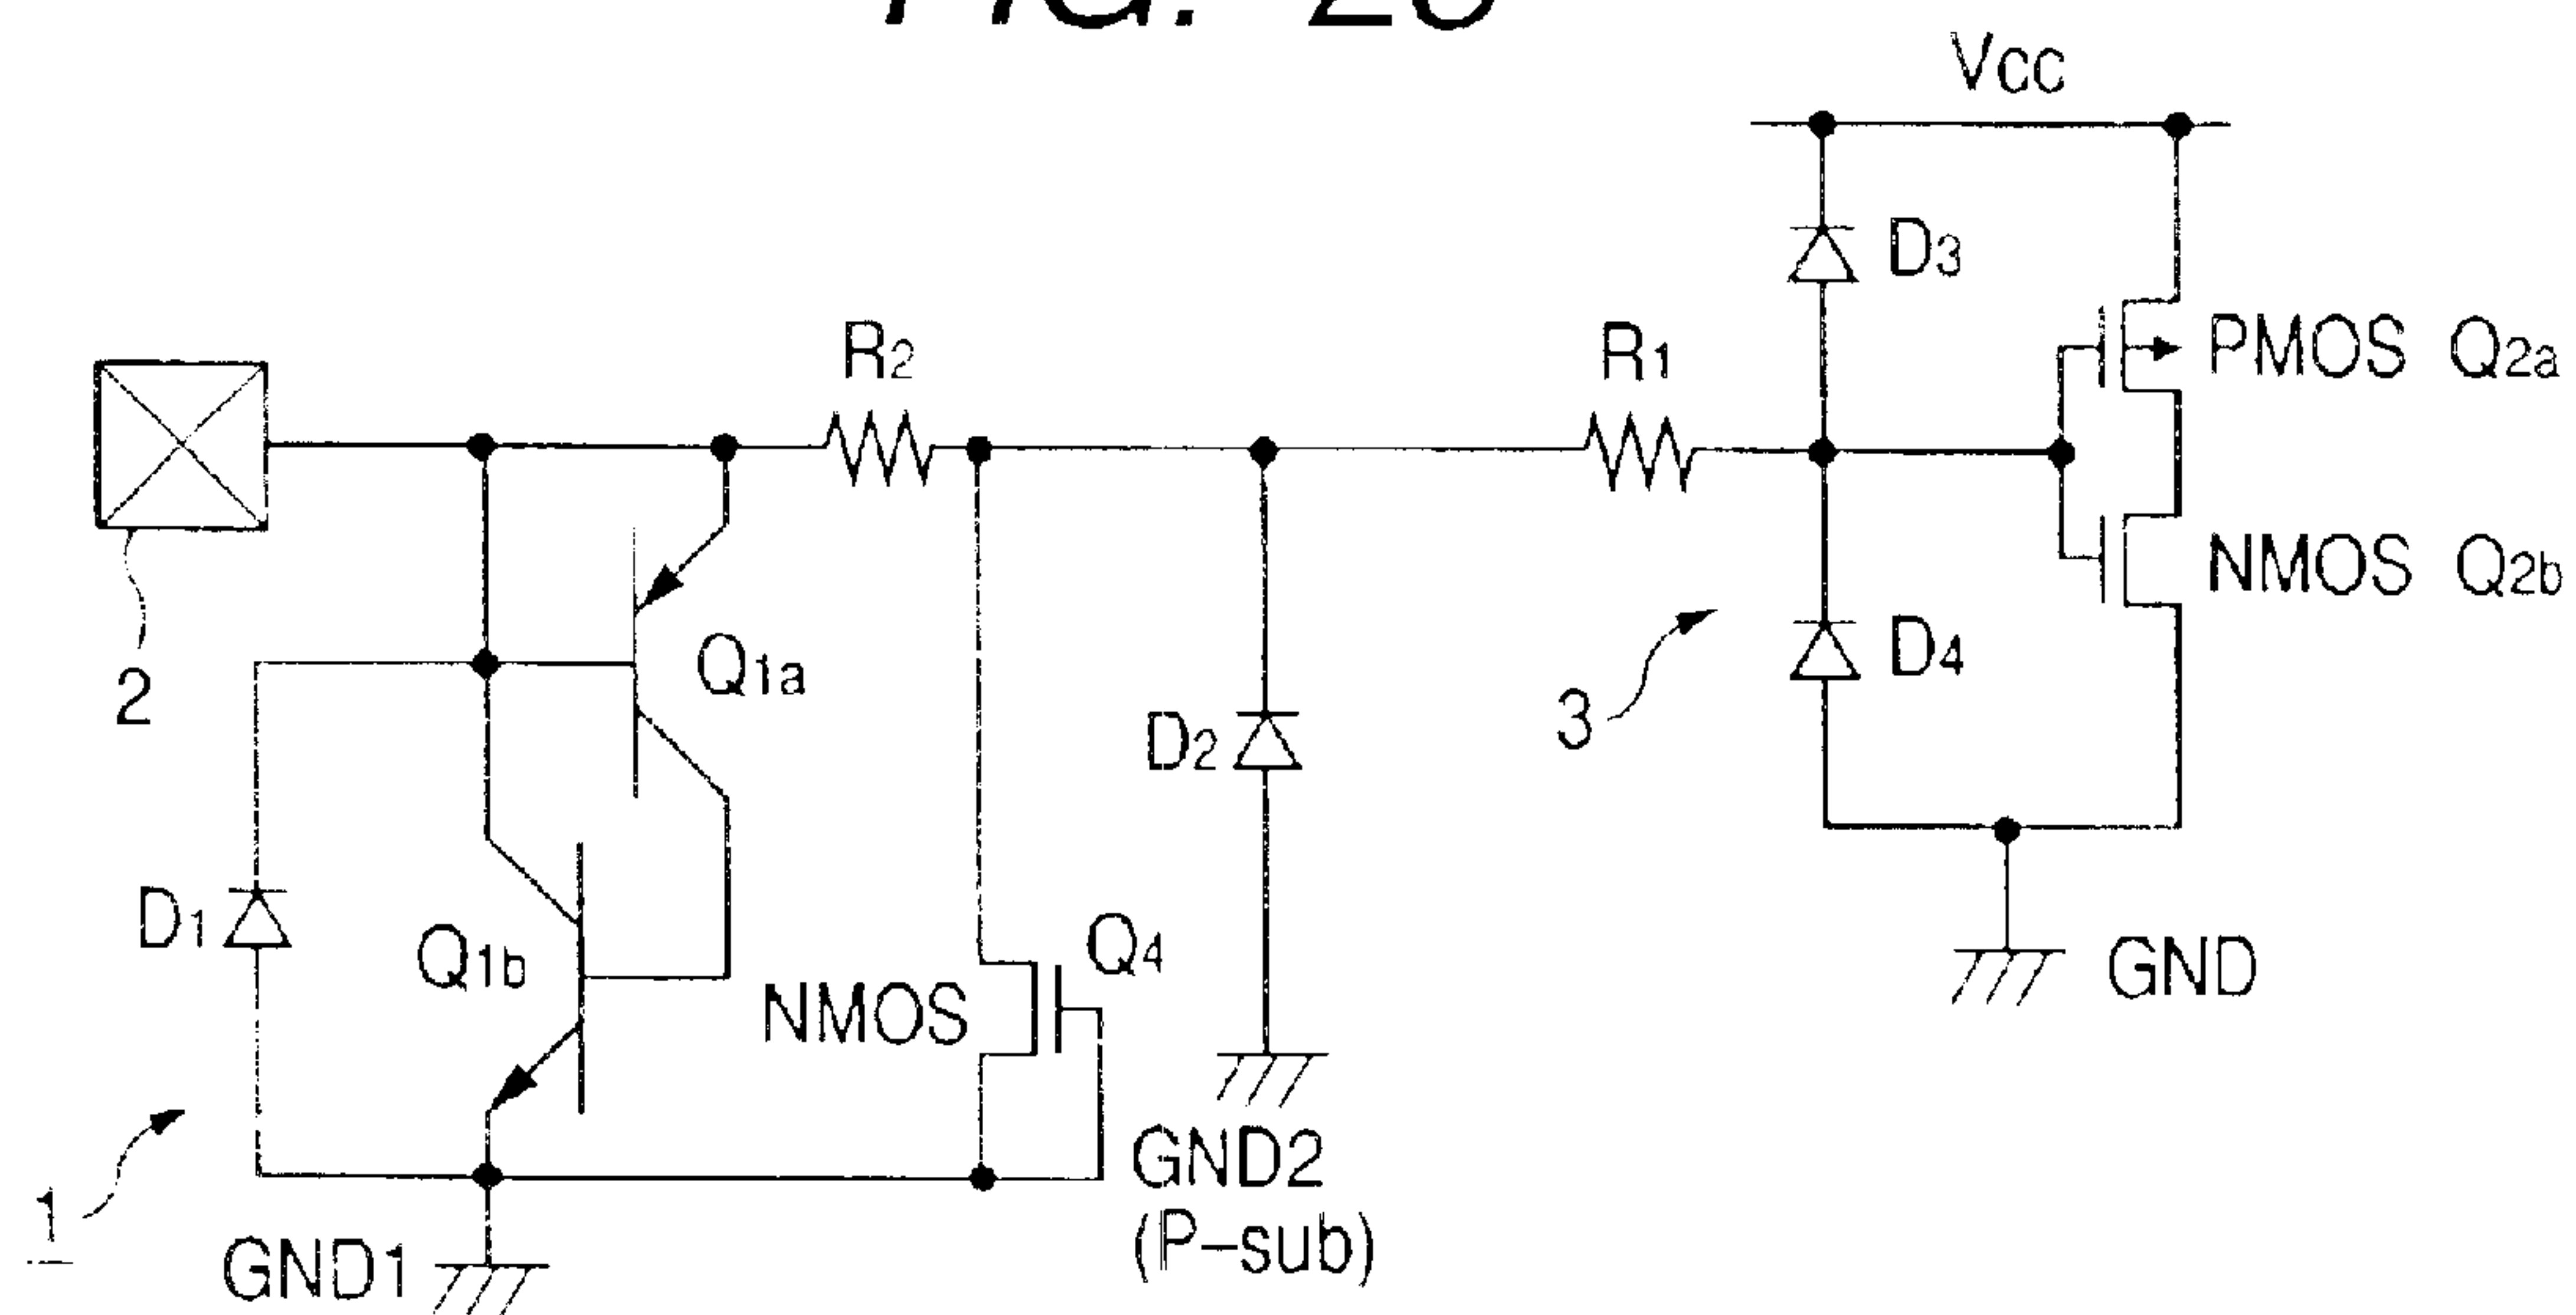 Vcc
D3
R2
R1
PMOS Q2a
2
Q1a
NMOS Q2b
D4
3
D2
D1
Q1b
Q4
NMOS
GND
1
GND2
(P-sub)
GND1